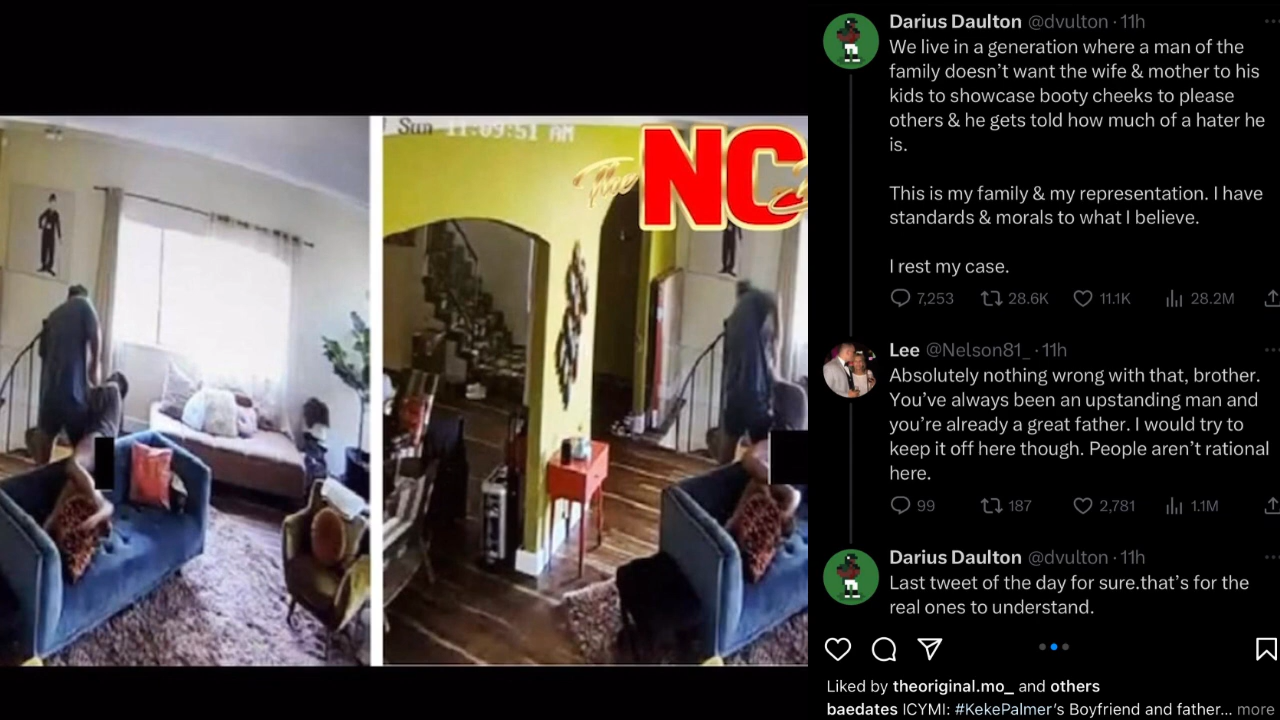 Sun 11:09:51 AM
The NC
Darius Daulton @dvulton · 11h
We live in a generation where a man of the
family doesn’t want the wife & mother to his
kids to showcase booty cheeks to please
others & he gets told how much of a hater he
is.
This is my family & my representation. I have
standards & morals to what I believe.
I rest my case.
7,253 28.6K 11.1K 28.2M
Lee @Nelson81_ · 11h
Absolutely nothing wrong with that, brother.
You’ve always been an upstanding man and
you’re already a great father. I would try to
keep it off here though. People aren’t rational
here.
99 187 2,781 1.1M
Darius Daulton @dvulton · 11h
Last tweet of the day for sure.that’s for the
real ones to understand.
Liked by theoriginal.mo_ and others
baedates ICYMI: #KekePalmer’s Boyfriend and father... more